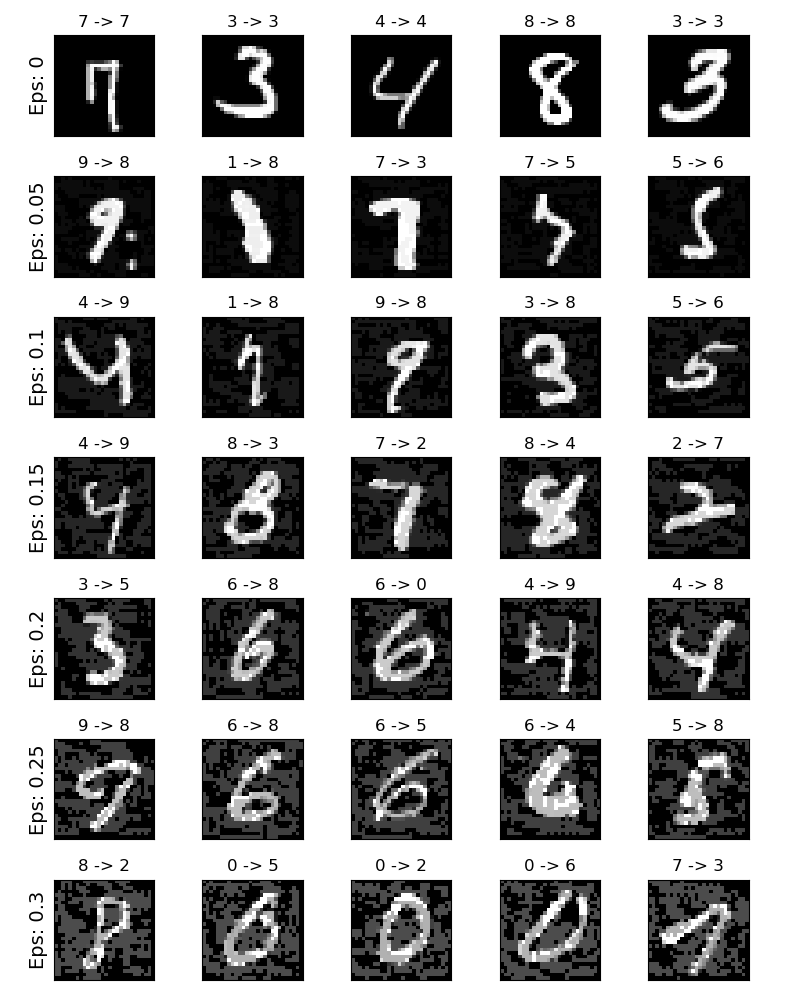 7 -> 7 3 -> 3 4 -> 4 8 -> 8 3 -> 3
Eps: 0
9 -> 8 1 -> 8 7 -> 3 7 -> 5 5 -> 6
Eps: 0.05
4 -> 9 1 -> 8 9 -> 8 3 -> 8 5 -> 6
Eps: 0.1
4 -> 9 8 -> 3 7 -> 2 8 -> 4 2 -> 7
Eps: 0.15
3 -> 5 6 -> 8 6 -> 0 4 -> 9 4 -> 8
Eps: 0.2
9 -> 8 6 -> 8 6 -> 5 6 -> 4 5 -> 8
Eps: 0.25
8 -> 2 0 -> 5 0 -> 2 0 -> 6 7 -> 3
Eps: 0.3